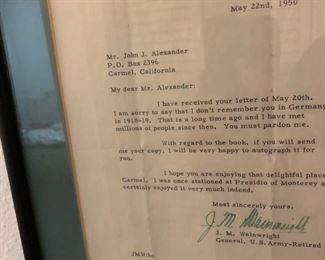 May 22nd, 1950
Mr. John J. Alexander
P.O. Box 2396
Carmel, California
My dear Mr. Alexander:
I have received your letter of May 20th.
I am sorry to say that I don't remember you in Germany
in 1918-19. That is a long time ago and I have met
millions of people since then. You must pardon me.
With regard to the book, if you will send
me your copy, I will be very happy to autograph it for
you.
I hope you are enjoying that delightful place
Carmel. I was once stationed at Presidio of Monterey a
certainly enjoyed it very much indeed.
Most sincerely yours,
J. M. Wainwright
J. M. Wainwright
General, U.S. Army-Retired